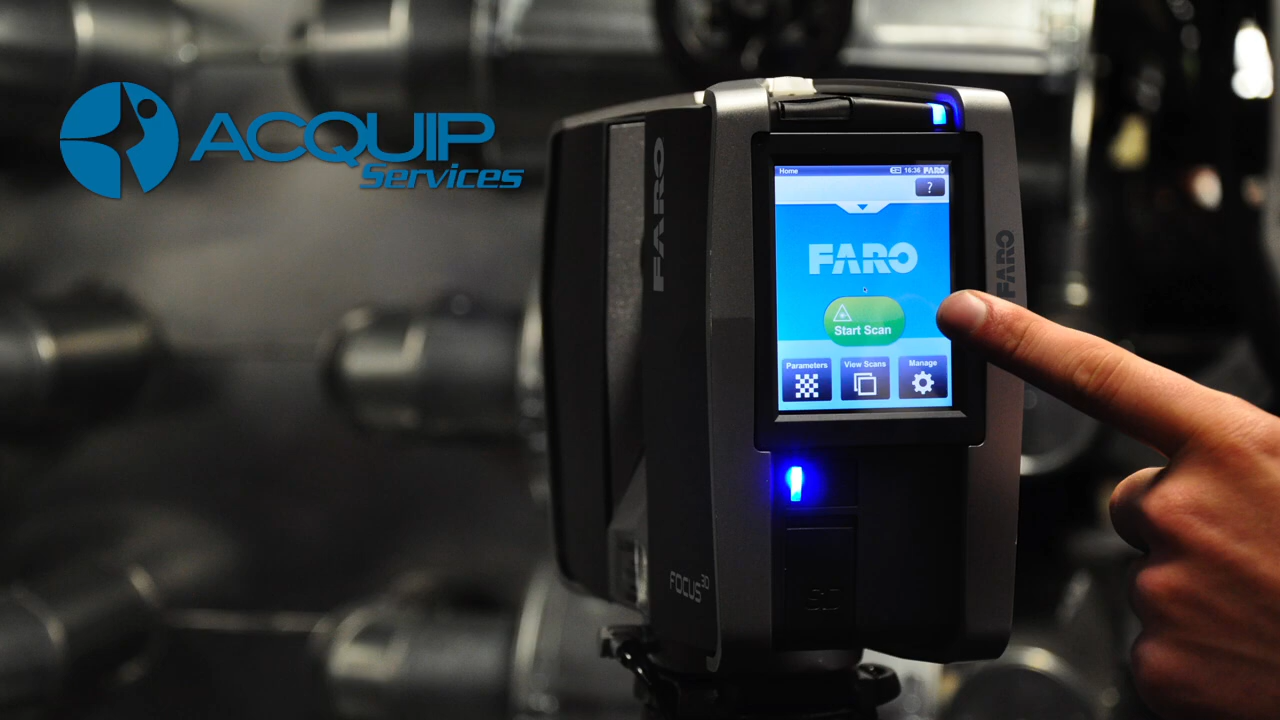 ACQUIP
Services
FARO
Home
16:36 FARO
?
FARO
Start Scan
Parameters
View Scans
Manage
FARO
FOCUS3D